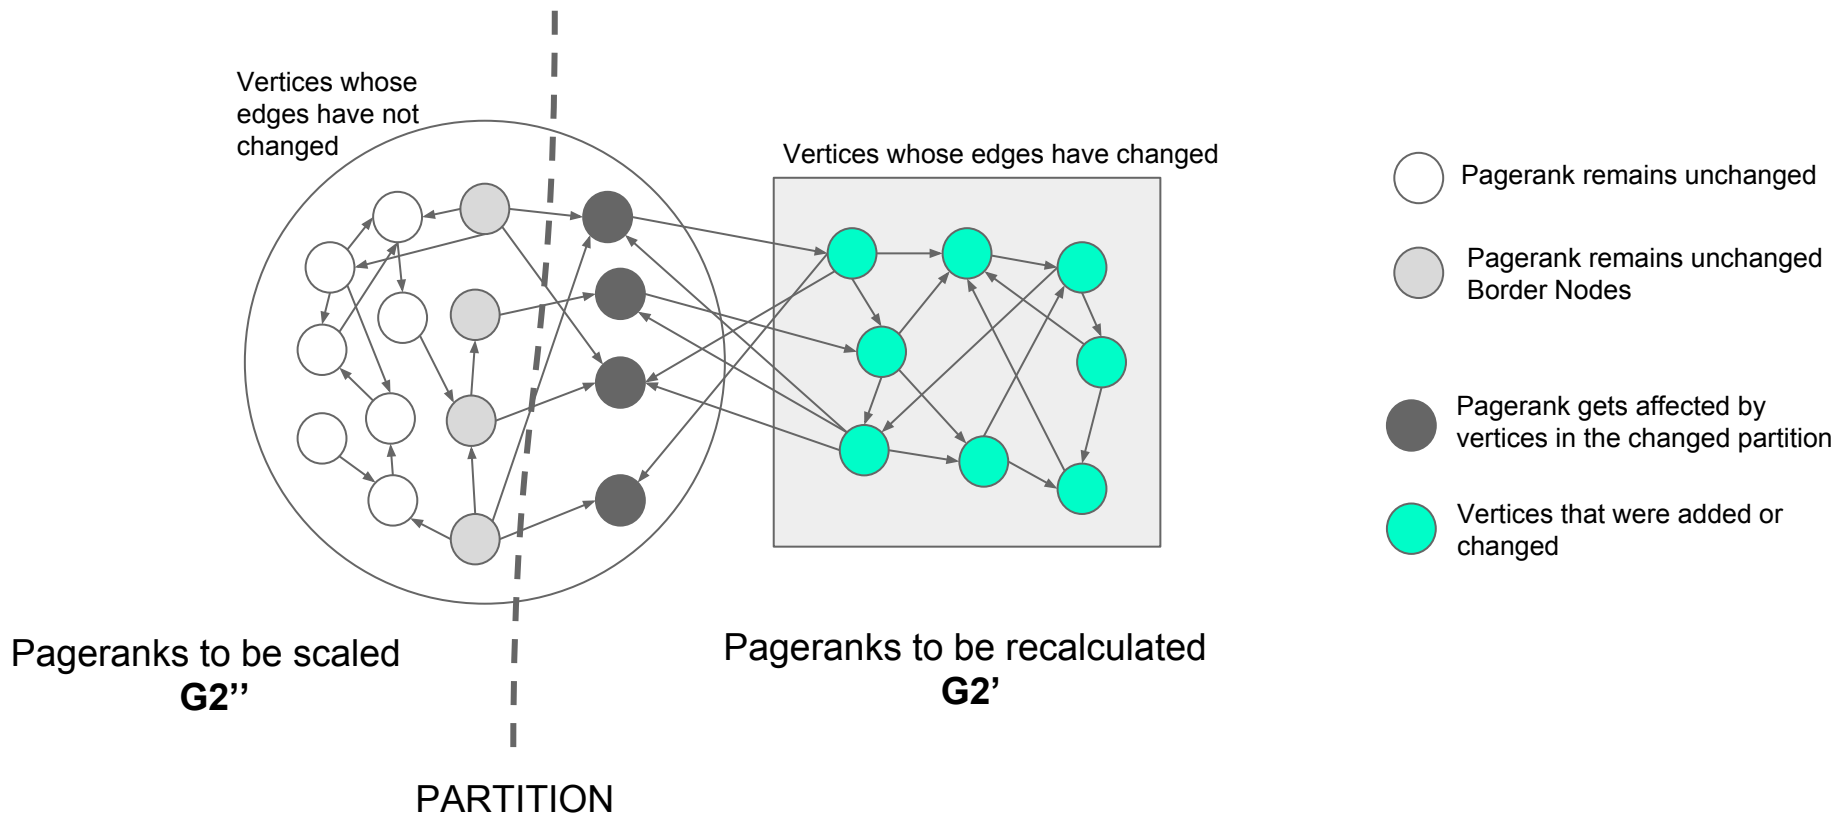 Vertices whose
edges have not
changed
Vertices whose edges have changed
Pagerank remains unchanged
Pagerank remains unchanged
Border Nodes
Pagerank gets affected by
vertices in the changed partition
Vertices that were added or
changed
Pageranks to be scaled
G2’’
Pageranks to be recalculated
G2’
PARTITION